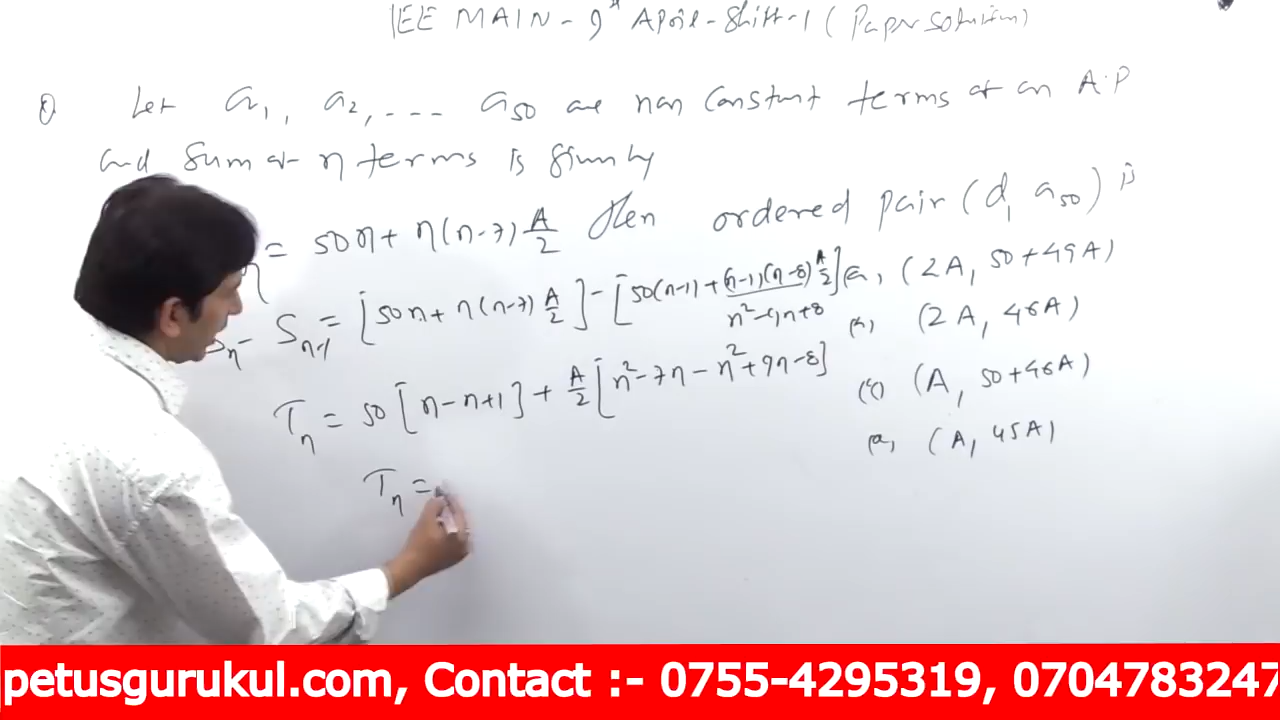 JEE MAIN - 9th April - Shift-1 ( Paper solution)
Q Let a1, a2, ... a50 are non constant terms of an A.P
and sum of n terms is given by
n = 50n + n(n-7) A/2 then ordered pair (d, a50) is
Sn - Sn-1 = [50n + n(n-7) A/2] - [50(n-1) + (n-1)(n-8) A/2]
n² - 9n + 8
Tn = 50 [n - n + 1] + A/2 [n² - 7n - n² + 9n - 8]
Tn =
(a) (2A, 50+49A)
(b) (2A, 46A)
(c) (A, 50+46A)
(d) (A, 45A)
petusgurukul.com, Contact :- 0755-4295319, 0704783247